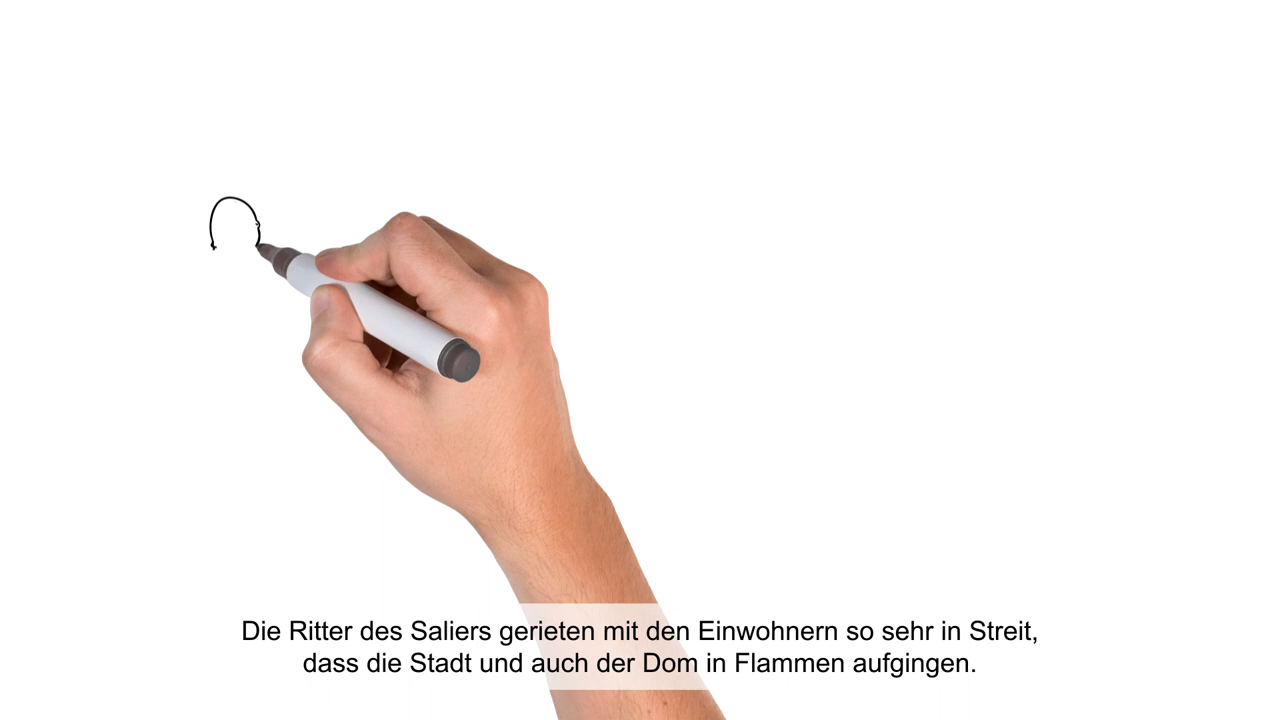 Die Ritter des Saliers gerieten mit den Einwohnern so sehr in Streit,
dass die Stadt und auch der Dom in Flammen aufgingen.